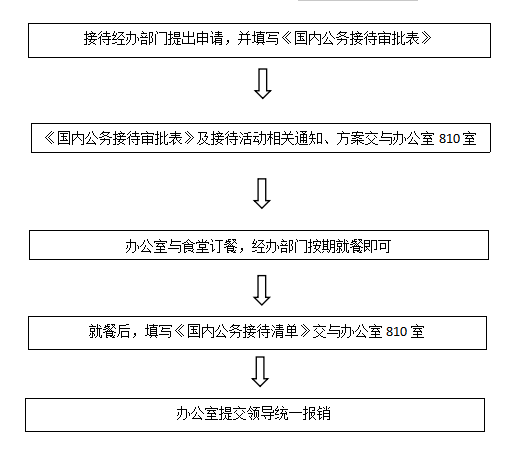 接待经办部门提出申请，并填写《国内公务接待审批表》
《国内公务接待审批表》及接待活动相关通知、方案交与办公室 810 室
办公室与食堂订餐，经办部门按期就餐即可
就餐后，填写《国内公务接待清单》交与办公室 810 室
办公室提交领导统一报销